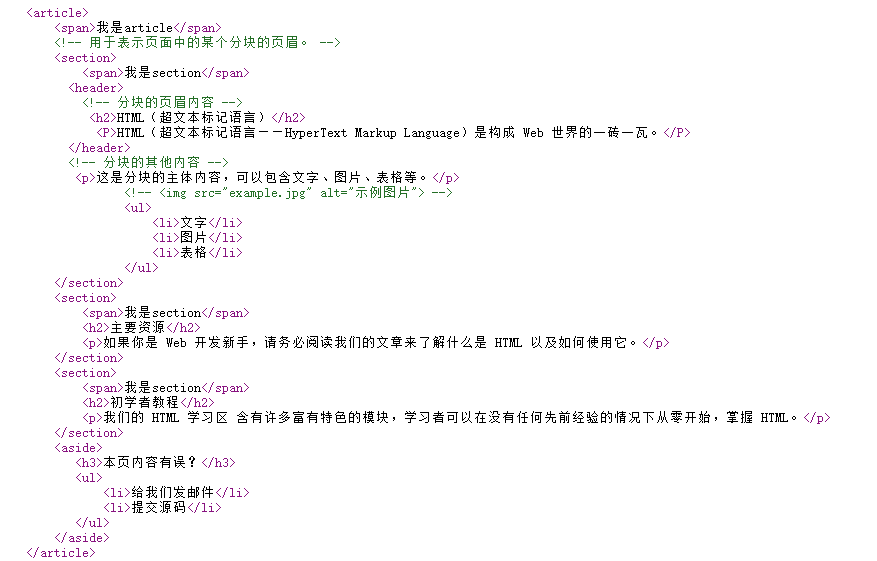 <article>
<span>我是article</span>
<!-- 用于表示页面中的某个分块的页眉。 -->
<section>
<span>我是section</span>
<header>
<!-- 分块的页眉内容 -->
<h2>HTML（超文本标记语言）</h2>
<P>HTML（超文本标记语言——HyperText Markup Language）是构成 Web 世界的一砖一瓦。</P>
</header>
<!-- 分块的其他内容 -->
<p>这是分块的主体内容，可以包含文字、图片、表格等。</p>
<!-- <img src="example.jpg" alt="示例图片"> -->
<ul>
<li>文字</li>
<li>图片</li>
<li>表格</li>
</ul>
</section>
<section>
<span>我是section</span>
<h2>主要资源</h2>
<p>如果你是 Web 开发新手，请务必阅读我们的文章来了解什么是 HTML 以及如何使用它。</p>
</section>
<section>
<span>我是section</span>
<h2>初学者教程</h2>
<p>我们的 HTML 学习区 含有许多富有特色的模块，学习者可以在没有任何先前经验的情况下从零开始，掌握 HTML。</p>
</section>
<aside>
<h3>本页内容有误？</h3>
<ul>
<li>给我们发邮件</li>
<li>提交源码</li>
</ul>
</aside>
</article>